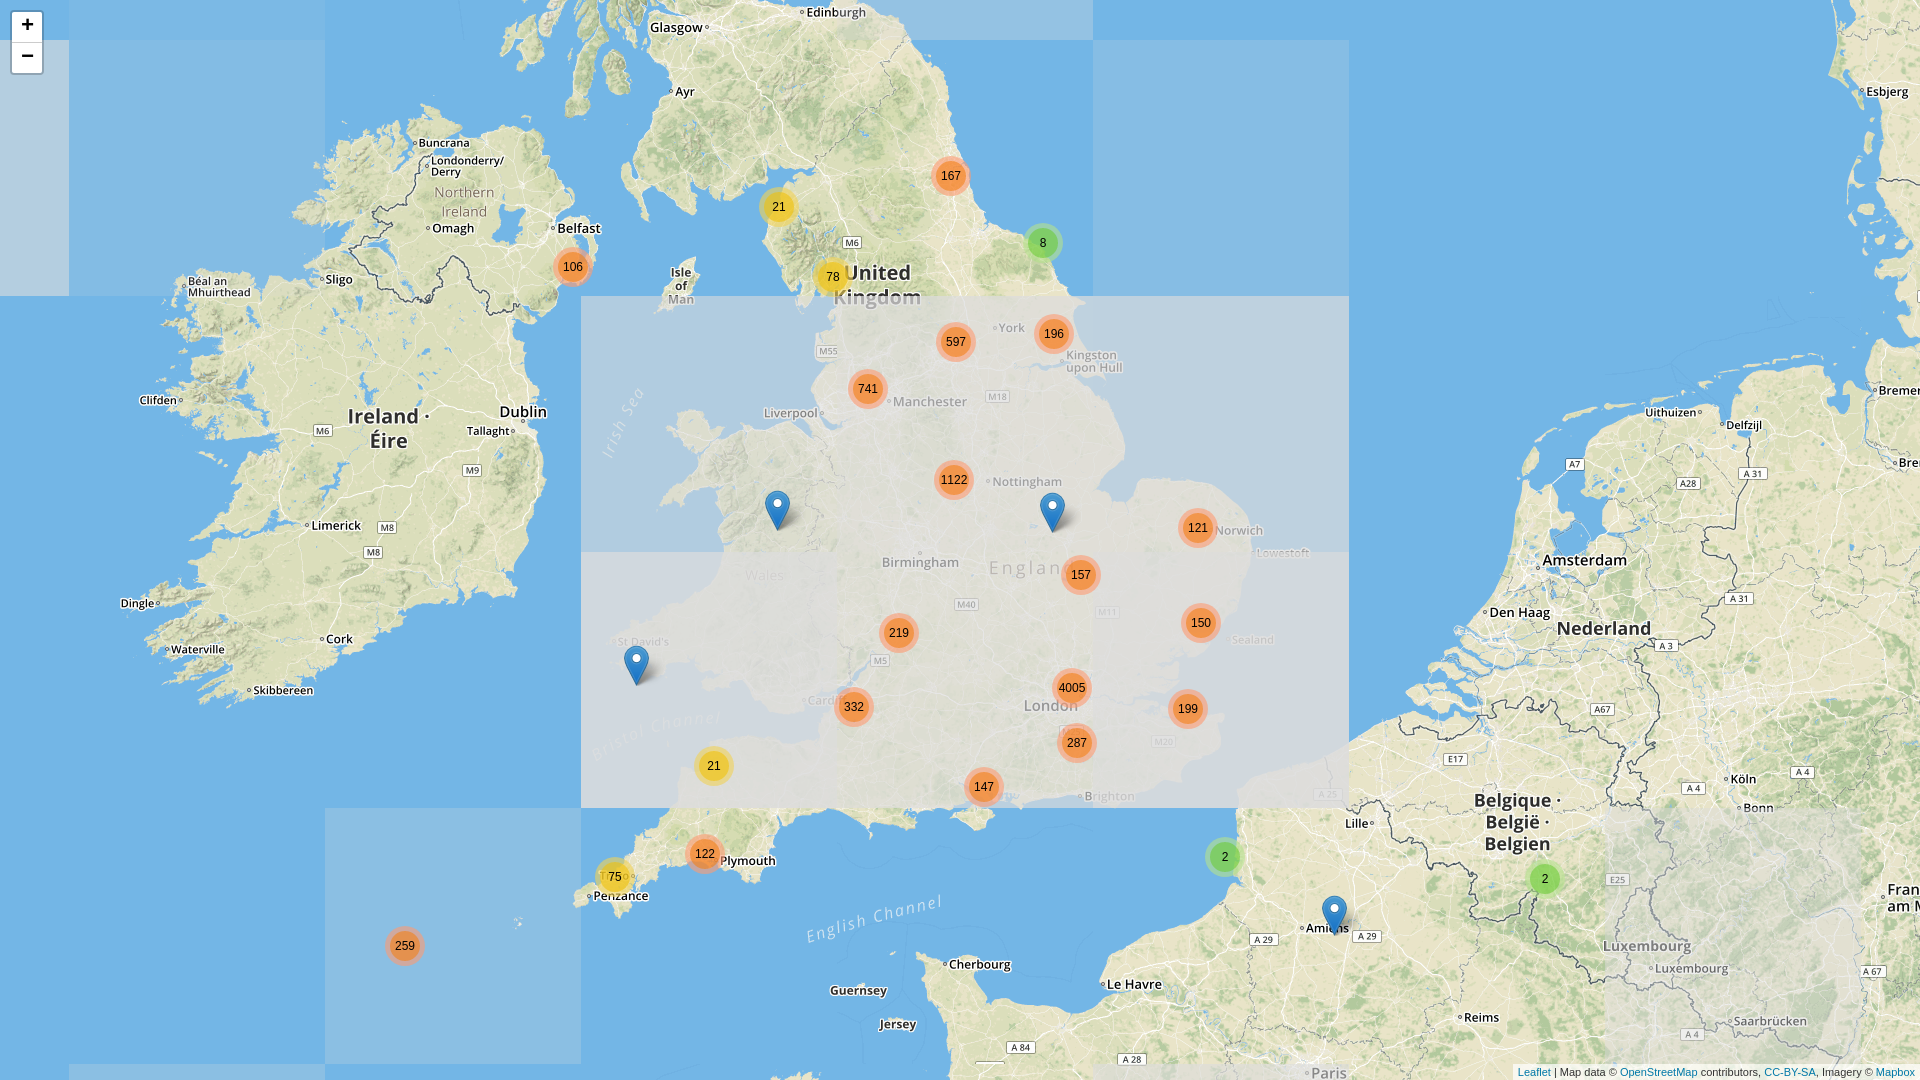 +
−
Edinburgh
Glasgow
Ayr
Esbjerg
Buncrana
Londonderry/
Derry
Northern
Ireland
Omagh
Belfast
167
21
8
M6
106
78
United
Kingdom
Isle
of
Man
Sligo
Béal an
Mhuirthead
York
196
597
M55
Kingston
upon Hull
741
Manchester
M18
Liverpool
Irish Sea
Clifden
Ireland ·
Éire
Dublin
Tallaght
M6
M9
Bremer
Uithuizen
Delfzijl
A7
A 31
A28
Bre
1122
Nottingham
121
Norwich
Lowestoft
Limerick
M8
M8
Birmingham
Wales
Englan
157
Amsterdam
M40
M11
A 31
Dingle
Den Haag
Nederland
150
Sealand
219
Cork
Waterville
St David's
A 3
M5
Skibbereen
4005
London
199
Cardiff
332
A67
Bristol Channel
287
M20
E17
21
A 4
Köln
A 4
147
Brighton
A 25
Bonn
Belgique ·
België ·
Belgien
Lille
122
Plymouth
2
75
Penzance
2
E25
Fran
am M
English Channel
Amiens
A 29
A 29
259
Luxembourg
Luxembourg
A 67
Cherbourg
Le Havre
Guernsey
Reims
Jersey
Saarbrücken
A 4
A 84
A 28
Paris
Leaflet | Map data © OpenStreetMap contributors, CC-BY-SA, Imagery © Mapbox